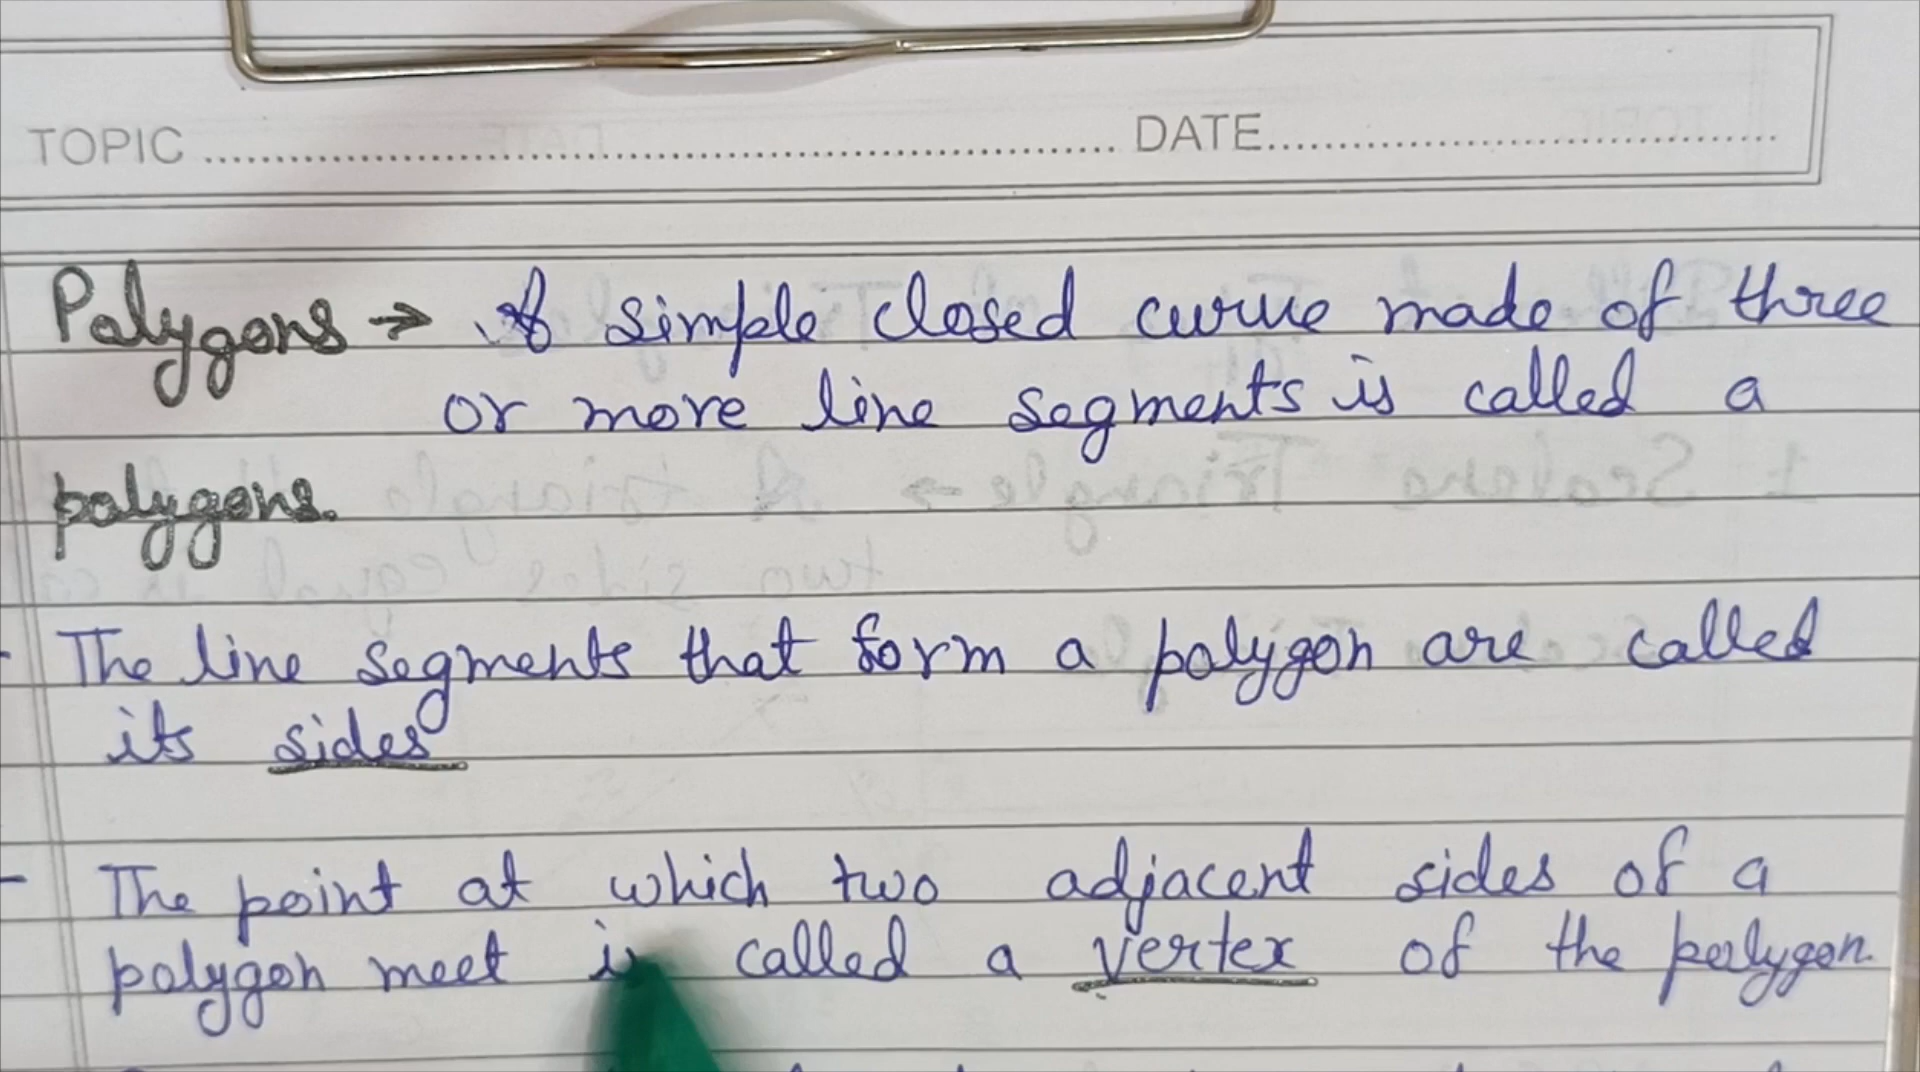 TOPIC ........ DATE........
Polygons → A simple closed curve made of three
or more line segments is called a
polygons.
- The line segments that form a polygon are called
its sides
- The point at which two adjacent sides of a
polygon meet is called a vertex of the polygon.